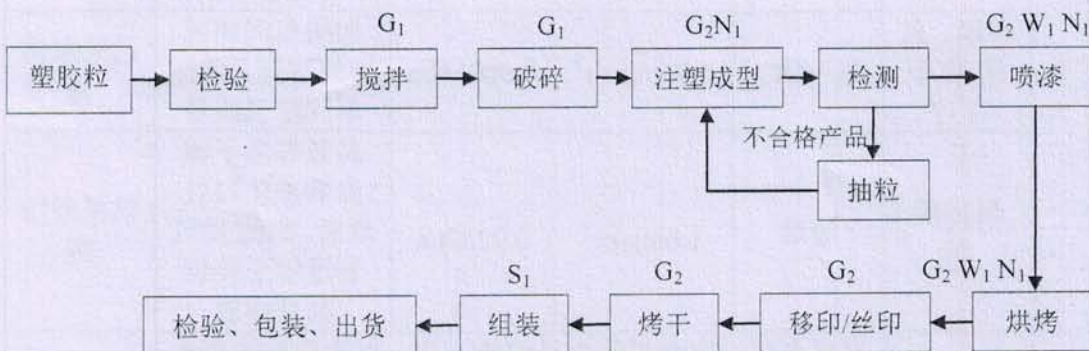 G₁ G₁ G₂N₁ G₂ W₁ N₁
塑胶粒 检验 搅拌 破碎 注塑成型 检测 喷漆
不合格产品
抽粒
S₁ G₂ G₂ G₂ W₁ N₁
检验、包装、出货 组装 烤干 移印/丝印 烘烤